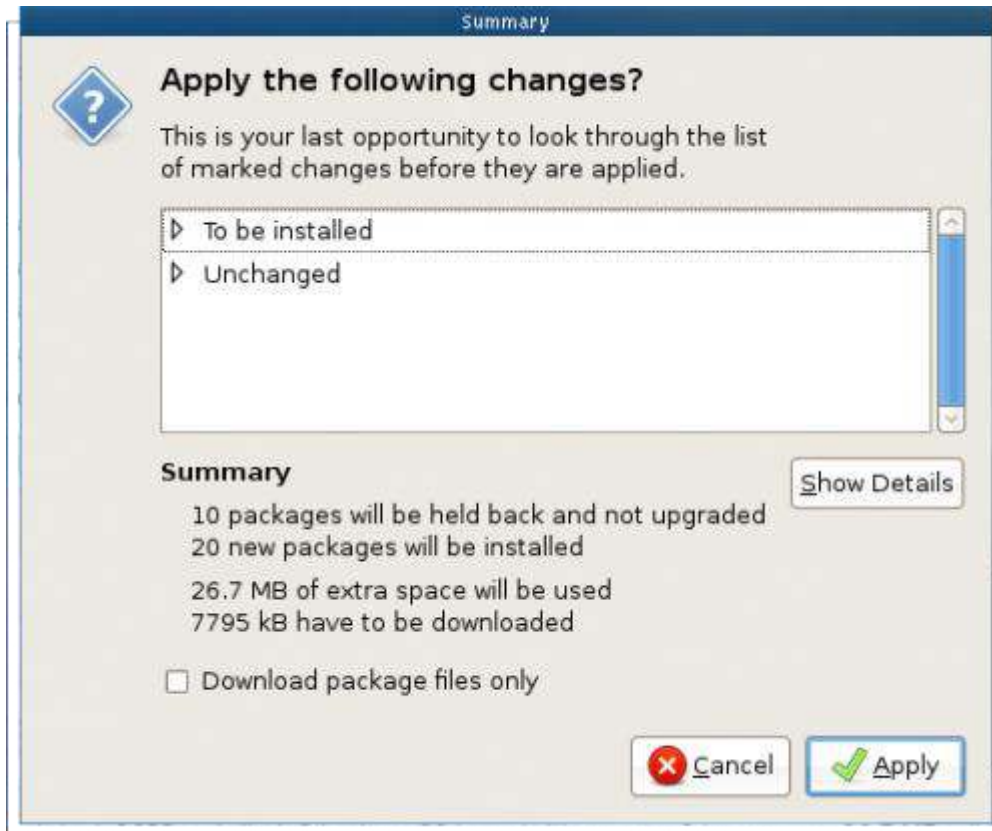 Summary
Apply the following changes?
This is your last opportunity to look through the list
of marked changes before they are applied.
To be installed
Unchanged
Summary
Show Details
10 packages will be held back and not upgraded
20 new packages will be installed
26.7 MB of extra space will be used
7795 kB have to be downloaded
Download package files only
Cancel
Apply